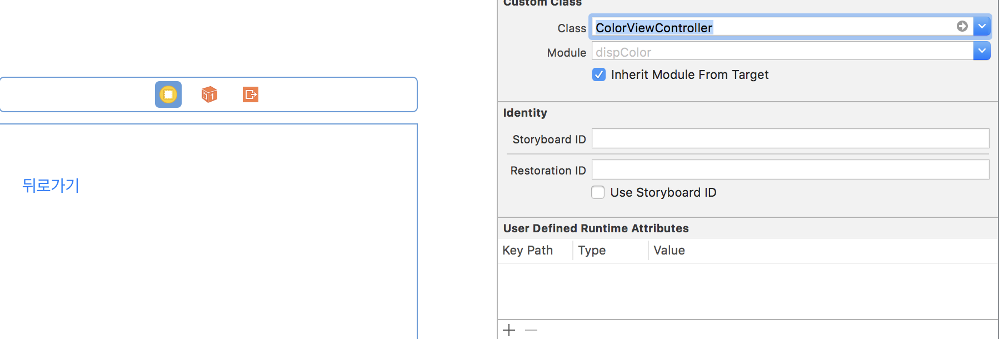 Custom Class
Class ColorViewController
Module dispColor
Inherit Module From Target
Identity
Storyboard ID
Restoration ID
Use Storyboard ID
User Defined Runtime Attributes
Key Path Type Value
뒤로가기